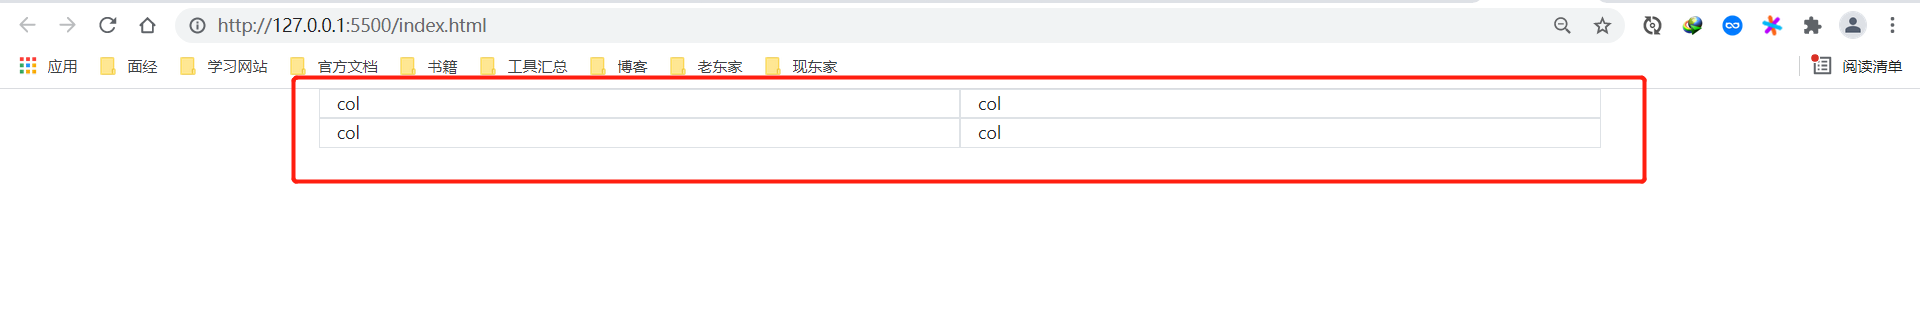 http://127.0.0.1:5500/index.html
应用 面经 学习网站 官方文档 书籍 工具汇总 博客 老东家 现东家 阅读清单
col col
col col